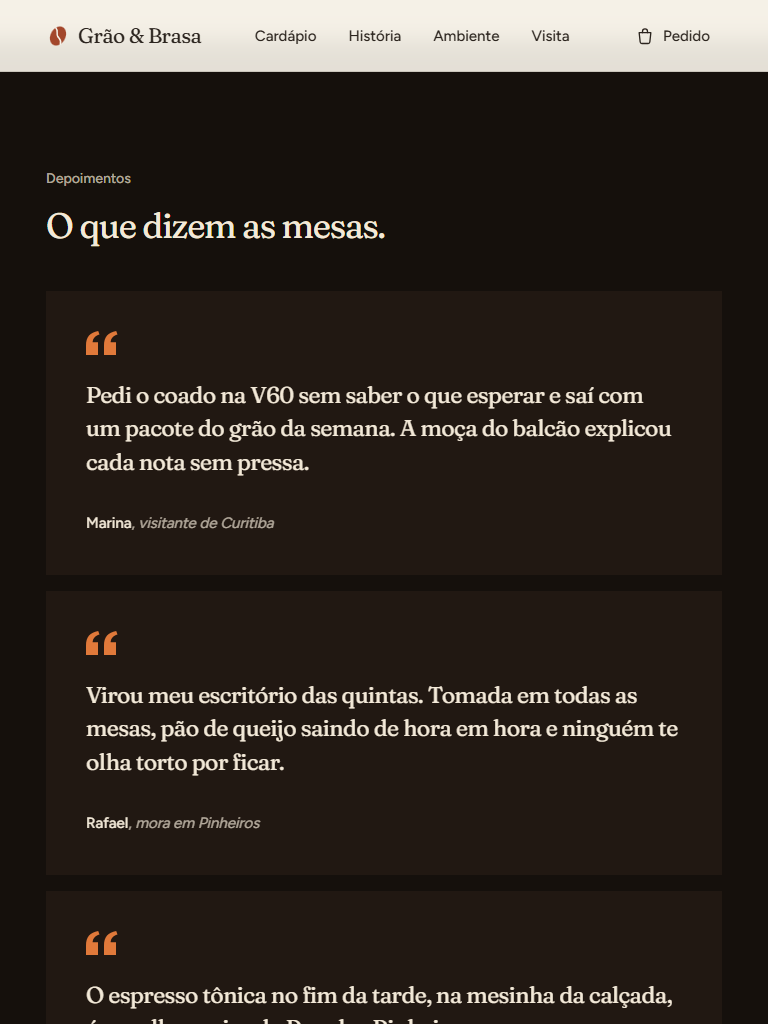 Grão & Brasa
Cardápio
História
Ambiente
Visita
Pedido
Depoimentos
O que dizem as mesas.
Pedi o coado na V60 sem saber o que esperar e saí com
um pacote do grão da semana. A moça do balcão explicou
cada nota sem pressa.
Marina, visitante de Curitiba
Virou meu escritório das quintas. Tomada em todas as
mesas, pão de queijo saindo de hora em hora e ninguém te
olha torto por ficar.
Rafael, mora em Pinheiros
O espresso tônica no fim da tarde, na mesinha da calçada,